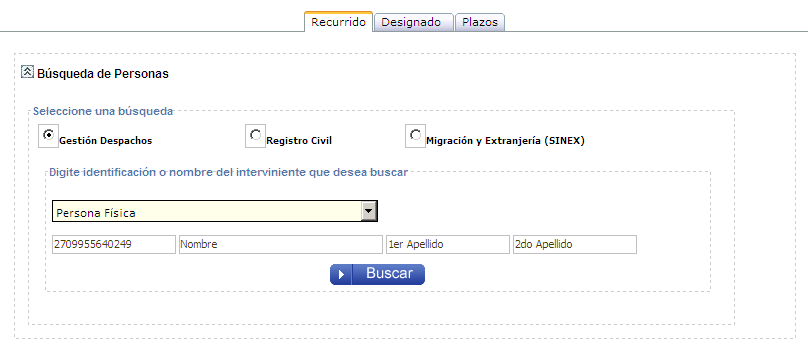 Recurrido Designado Plazos
Búsqueda de Personas
Seleccione una búsqueda
Gestión Despachos Registro Civil Migración y Extranjería (SINEX)
Digite identificación o nombre del interviniente que desea buscar
Persona Física
2709955640249 Nombre 1er Apellido 2do Apellido
Buscar